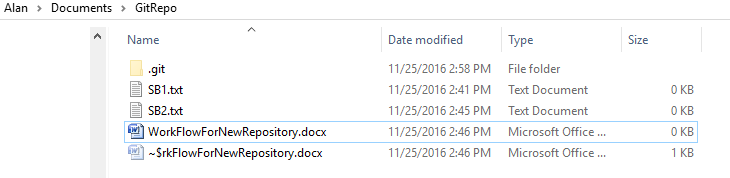 Alan > Documents > GitRepo
Name Date modified Type Size
.git 11/25/2016 2:58 PM File folder
SB1.txt 11/25/2016 2:41 PM Text Document 0 KB
SB2.txt 11/25/2016 2:45 PM Text Document 0 KB
WorkFlowForNewRepository.docx 11/25/2016 2:46 PM Microsoft Office ... 0 KB
~$rkFlowForNewRepository.docx 11/25/2016 2:46 PM Microsoft Office ... 1 KB